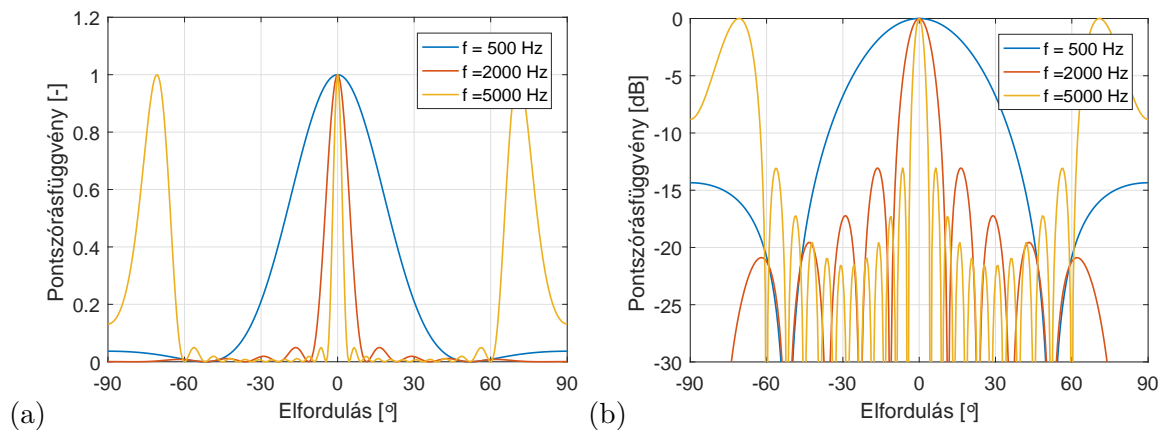 Pontszórásfüggvény [-]
1.2
1
0.8
0.6
0.4
0.2
0
-90
-60
-30
0
30
60
90
Elfordulás [°]
f = 500 Hz
f =2000 Hz
f =5000 Hz
(a)
Pontszórásfüggvény [dB]
0
-5
-10
-15
-20
-25
-30
-90
-60
-30
0
30
60
90
Elfordulás [°]
f = 500 Hz
f =2000 Hz
f =5000 Hz
(b)